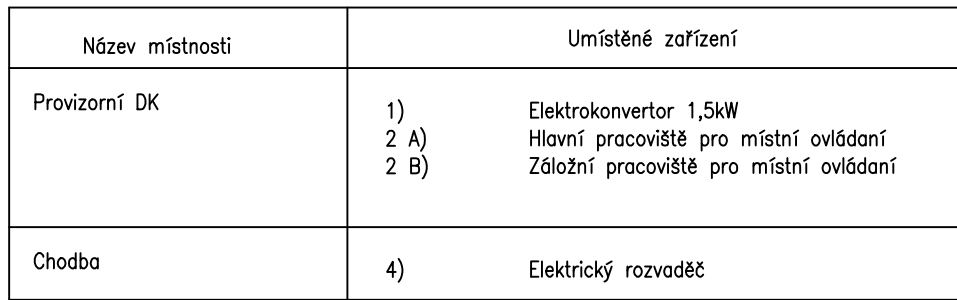 Název místnosti Umístěné zařízení
Provizorní DK
1) Elektrokonvertor 1,5kW
2 A) Hlavní pracoviště pro místní ovládaní
2 B) Záložní pracoviště pro místní ovládaní
Chodba 4) Elektrický rozvaděč